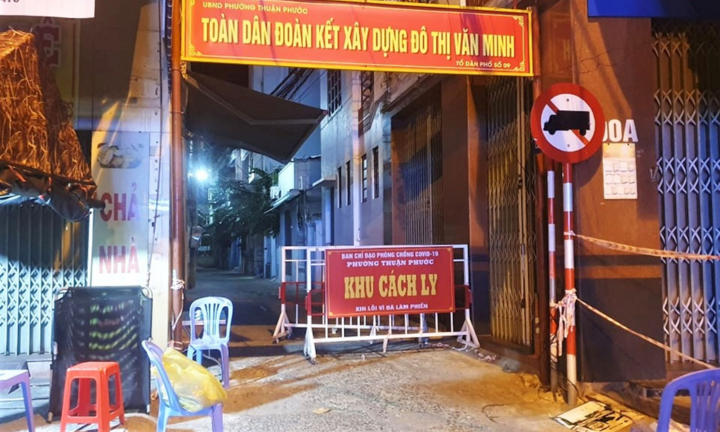 UBND PHƯỜNG THUẬN PHƯỚC
TOÀN DÂN ĐOÀN KẾT XÂY DỰNG ĐÔ THỊ VĂN MINH
TỔ DÂN PHỐ SỐ 09
CHẢ
NHÀ
BAN CHỈ ĐẠO PHÒNG CHỐNG COVID-19
PHƯỜNG THUẬN PHƯỚC
KHU CÁCH LY
XIN LỖI VÌ ĐÃ LÀM PHIỀN